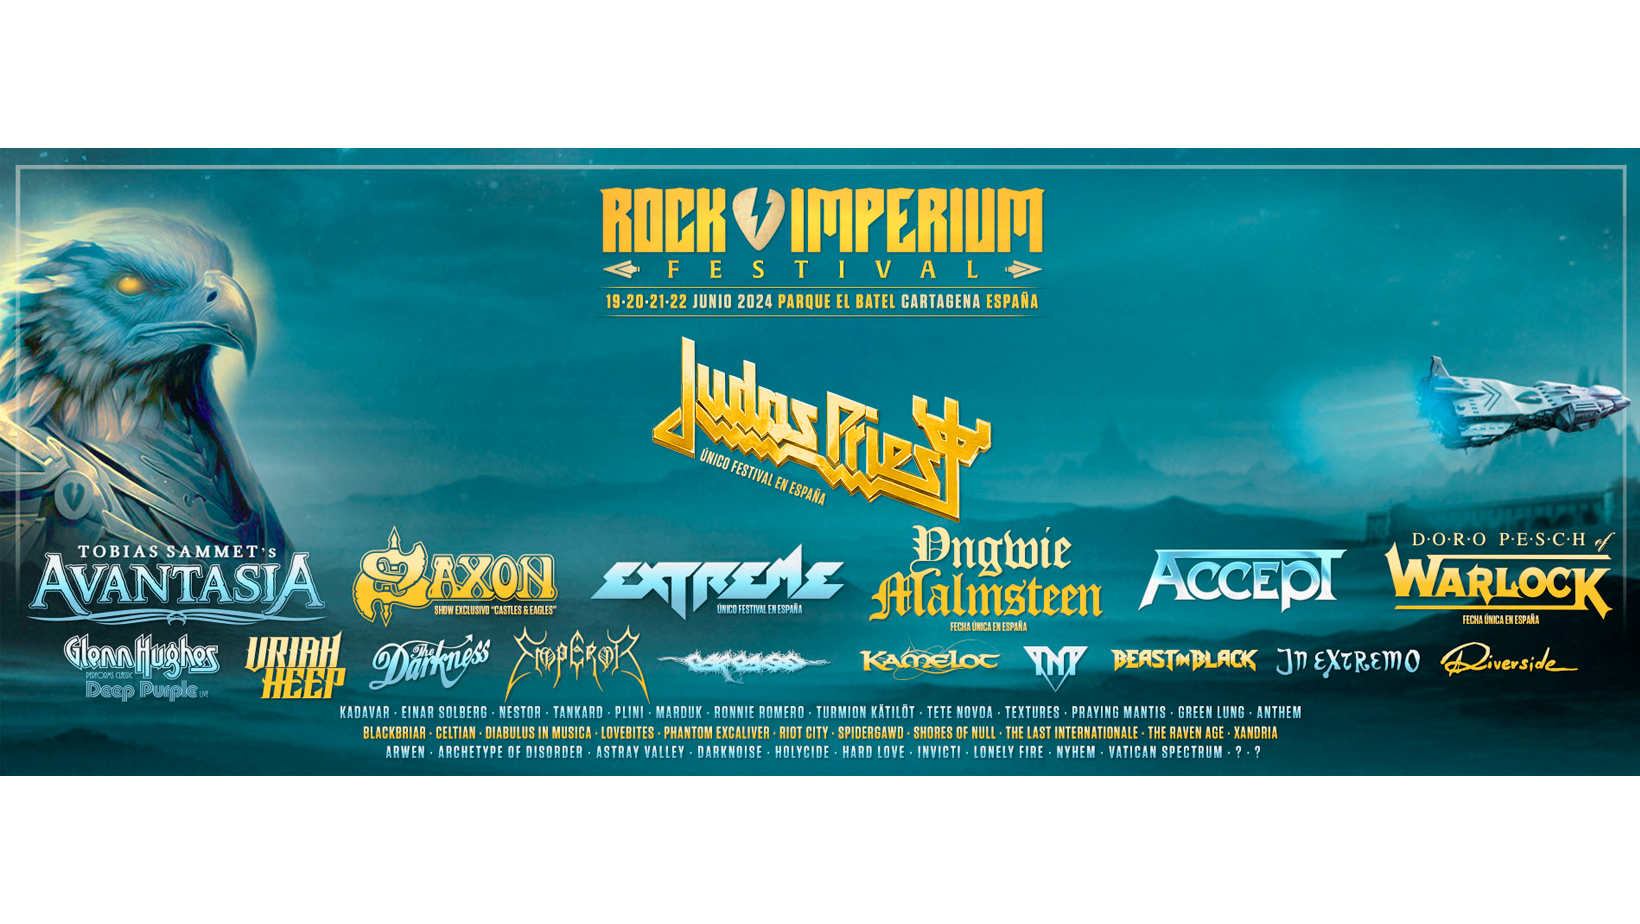 ROCK IMPERIUM
FESTIVAL
19·20·21·22 JUNIO 2024 PARQUE EL BATEL CARTAGENA ESPAÑA
Judas Priest
ÚNICO FESTIVAL EN ESPAÑA
TOBIAS SAMMET's
AVANTASIA
SAXON
SHOW EXCLUSIVO "CASTLES & EAGLES"
EXTREME
ÚNICO FESTIVAL EN ESPAÑA
Yngwie
Malmsteen
FECHA ÚNICA EN ESPAÑA
ACCEPT
D·O·R·O P·E·S·C·H of
WARLOCK
FECHA ÚNICA EN ESPAÑA
Glenn Hughes
PERFORMS CLASSIC
Deep Purple LIVE
URIAH
HEEP
The
Darkness
EMPEROR
CARCASS
KAMELOT
TNT
BEAST IN BLACK
IN EXTREMO
Riverside
KADAVAR · EINAR SOLBERG · NESTOR · TANKARD · PLINI · MARDUK · RONNIE ROMERO · TURMION KÄTILÖT · TETE NOVOA · TEXTURES · PRAYING MANTIS · GREEN LUNG · ANTHEM
BLACKBRIAR · CELTIAN · DIABULUS IN MUSICA · LOVEBITES · PHANTOM EXCALIVER · RIOT CITY · SPIDERGAWD · SHORES OF NULL · THE LAST INTERNATIONALE · THE RAVEN AGE · XANDRIA
ARWEN · ARCHETYPE OF DISORDER · ASTRAY VALLEY · DARKNOISE · HOLYCIDE · HARD LOVE · INVICTI · LONELY FIRE · NYHEM · VATICAN SPECTRUM · ? · ?